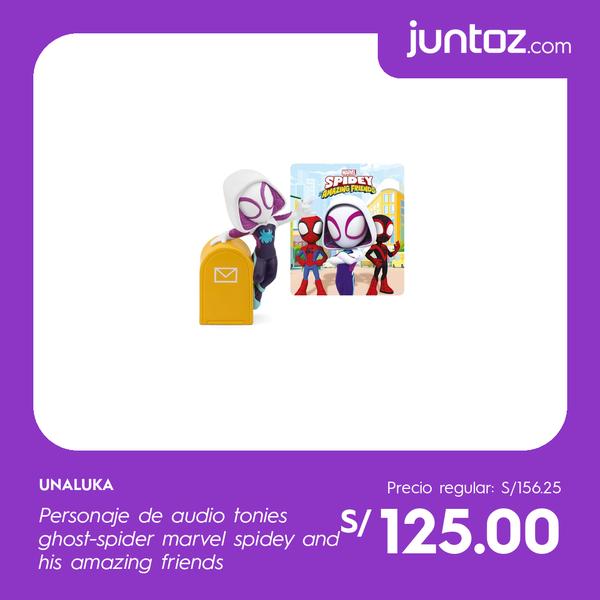 juntoz.com
MARVEL
SPIDEY
AND HIS
AMAZING FRIENDS
UNALUKA
Personaje de audio tonies
ghost-spider marvel spidey and
his amazing friends
Precio regular: S/156.25
S/ 125.00